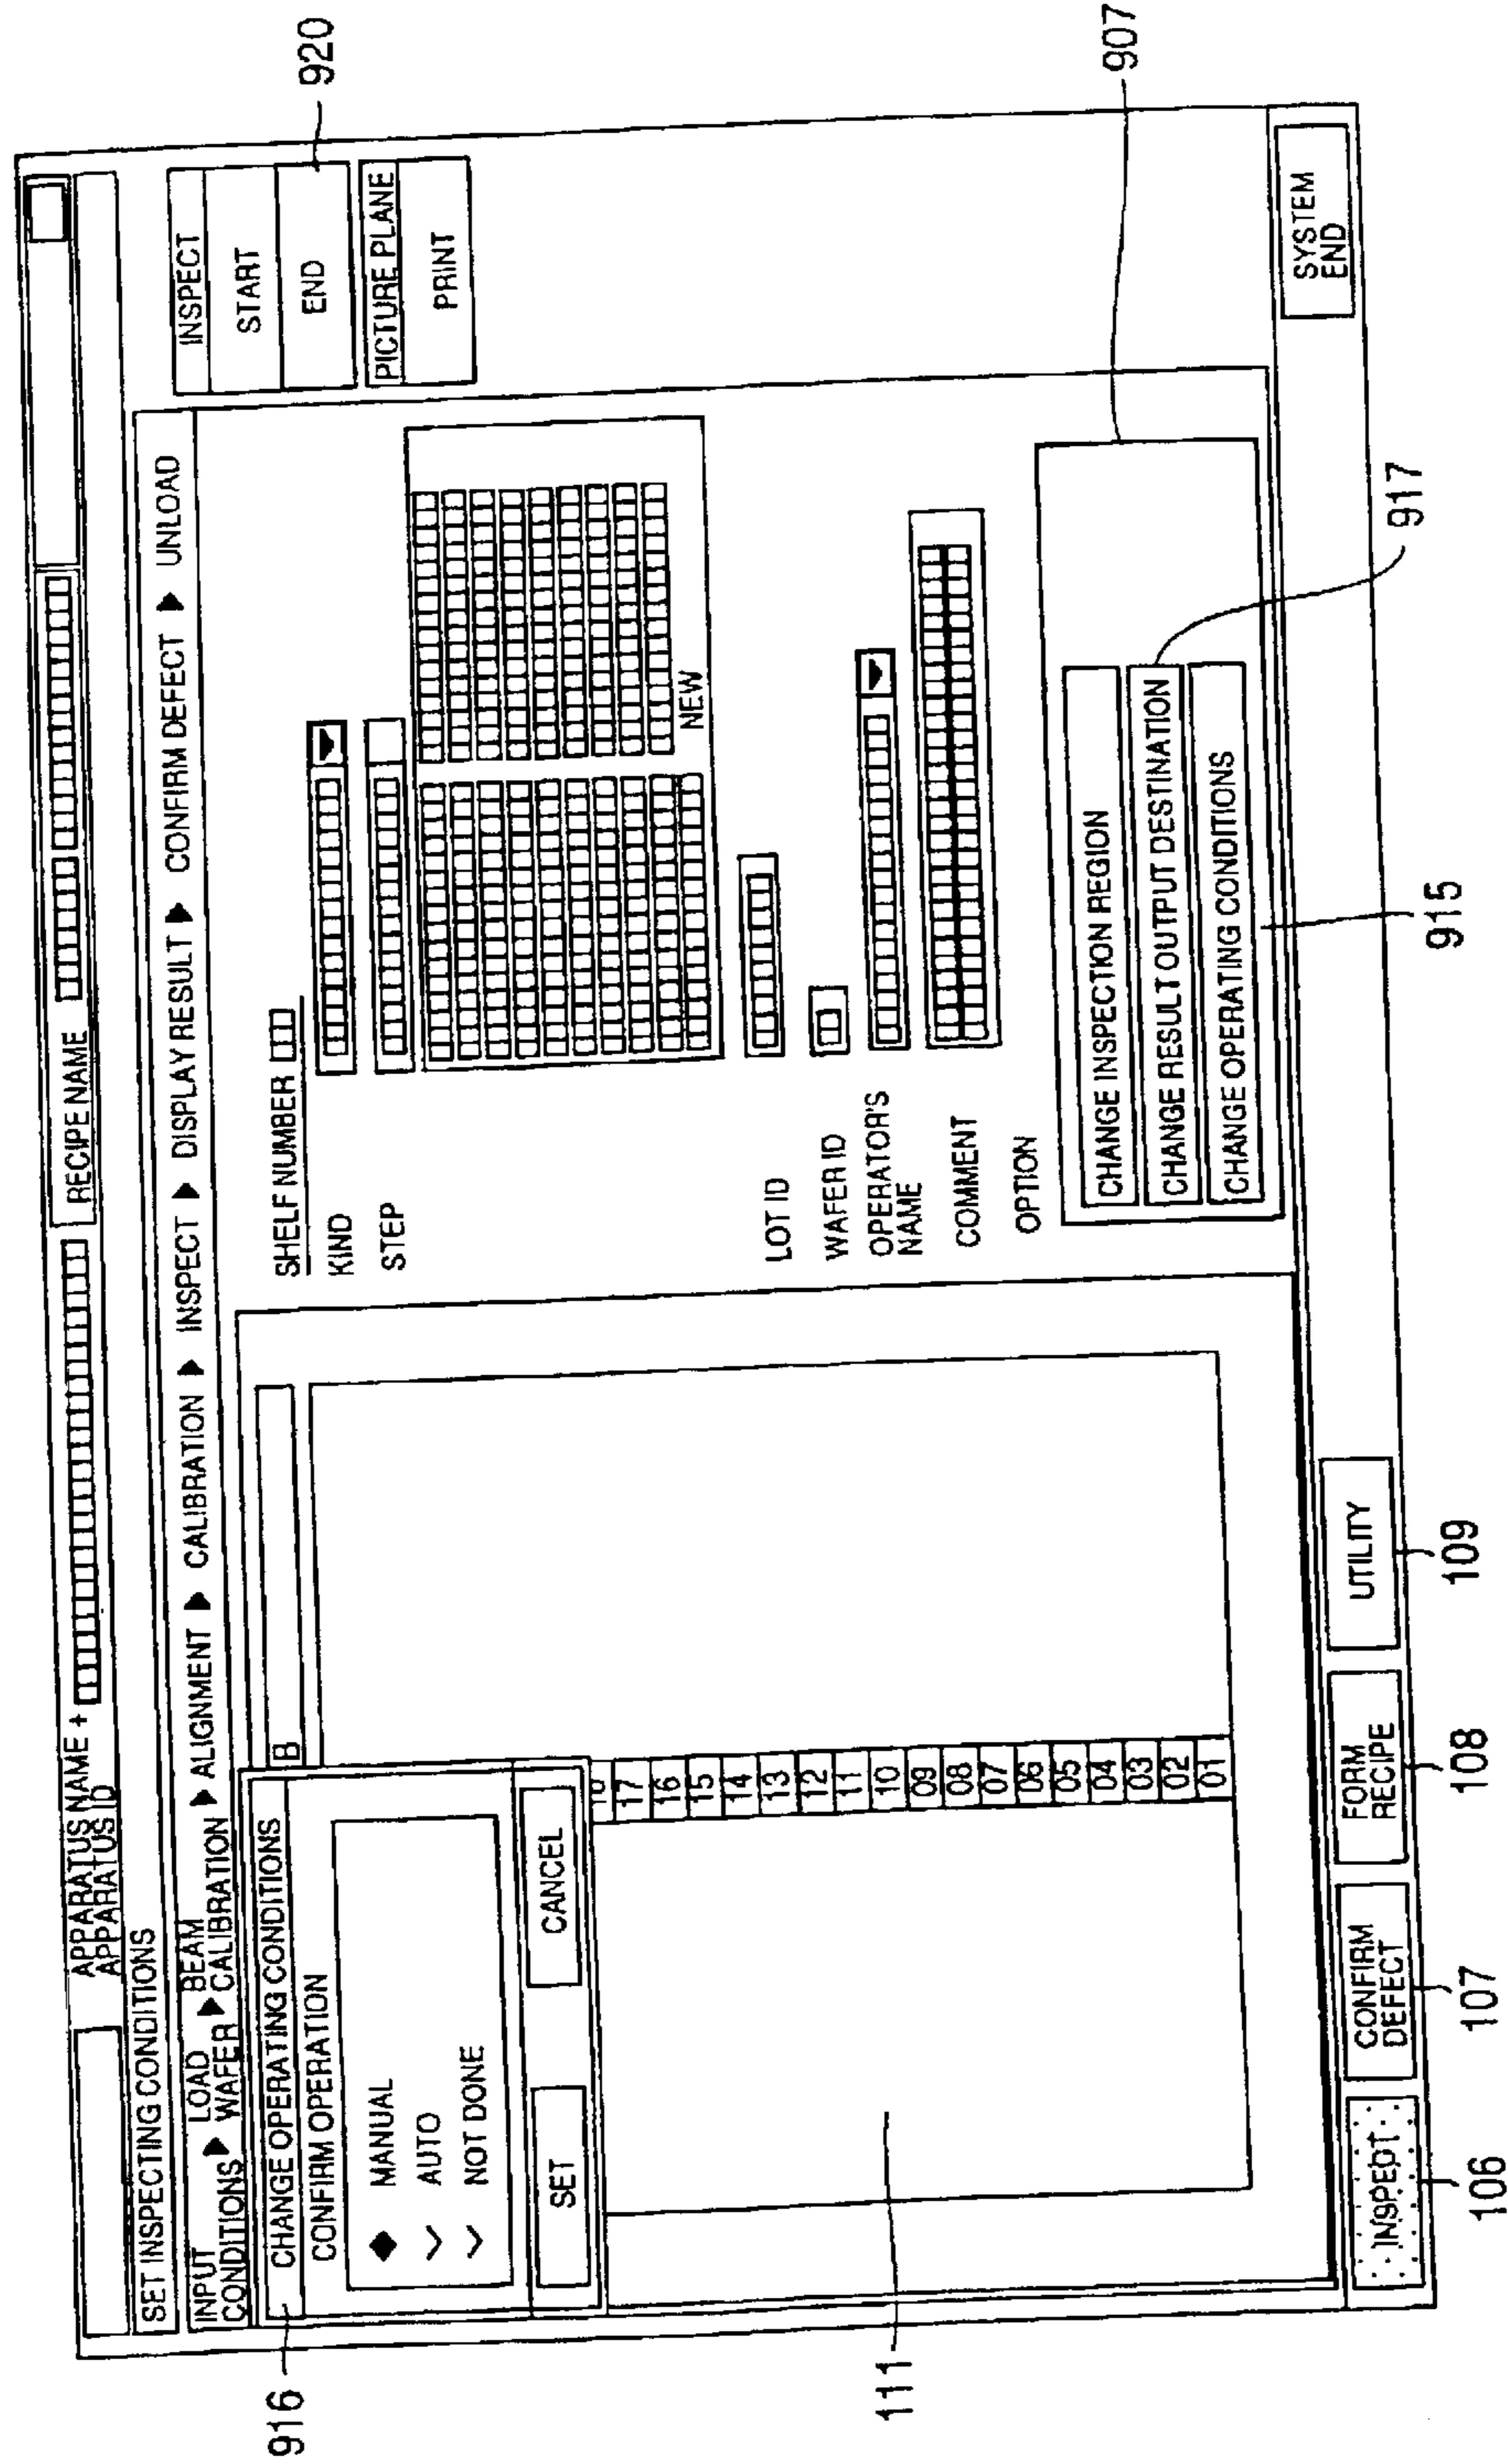 APPARATUS NAME +
APPARATUS ID
RECIPE NAME
SET INSPECTING CONDITIONS
INPUT CONDITIONS ▶ LOAD WAFER ▶ BEAM CALIBRATION ▶ ALIGNMENT ▶ CALIBRATION ▶ INSPECT ▶ DISPLAY RESULT ▶ CONFIRM DEFECT ▶ UNLOAD
916
CHANGE OPERATING CONDITIONS
CONFIRM OPERATION
MANUAL
AUTO
NOT DONE
SET
CANCEL
B
17
16
15
14
13
12
11
10
09
08
07
06
05
04
03
02
01
111
SHELF NUMBER
KIND
STEP
NEW
LOT ID
WAFER ID
OPERATOR'S
NAME
COMMENT
OPTION
CHANGE INSPECTION REGION
CHANGE RESULT OUTPUT DESTINATION
CHANGE OPERATING CONDITIONS
INSPECT
START
END
920
PICTURE PLANE
PRINT
907
917
915
INSPECT
CONFIRM
DEFECT
FORM
RECIPE
UTILITY
SYSTEM
END
106
107
108
109